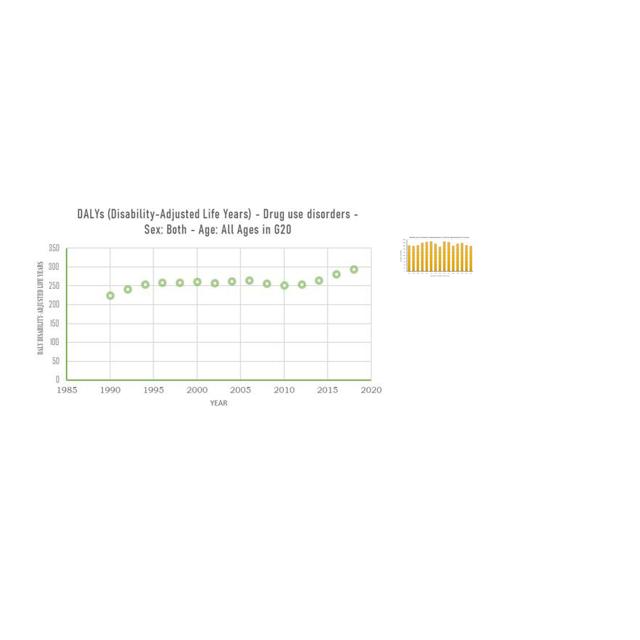 DALYs (Disability-Adjusted Life Years) - Drug use disorders -
Sex: Both - Age: All Ages in G20
DALY DISABILITY-ADJUSTED LIFE YEARS
350
300
250
200
150
100
50
0
1985 1990 1995 2000 2005 2010 2015 2020
YEAR